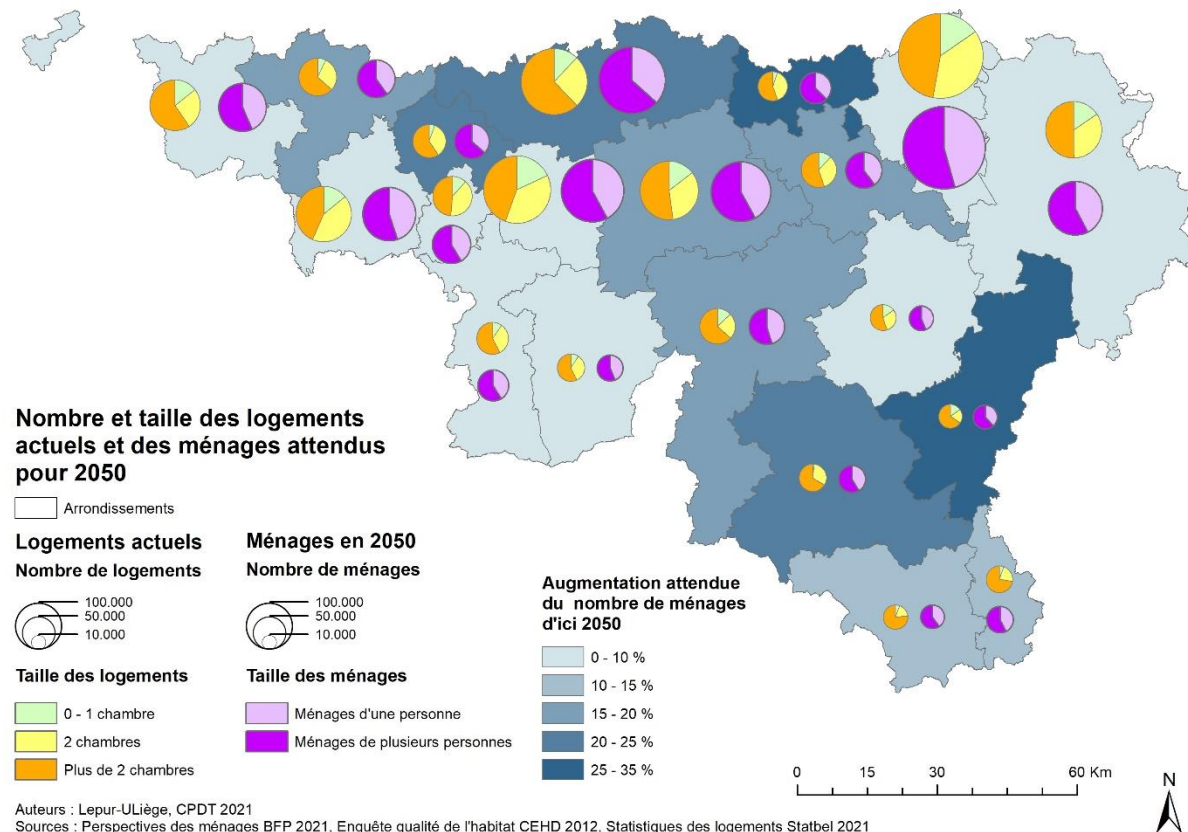 Nombre et taille des logements
actuels et des ménages attendus
pour 2050
Arrondissements
Logements actuels
Nombre de logements
100.000
50.000
10.000
Taille des logements
0 - 1 chambre
2 chambres
Plus de 2 chambres
Ménages en 2050
Nombre de ménages
100.000
50.000
10.000
Taille des ménages
Ménages d'une personne
Ménages de plusieurs personnes
Augmentation attendue
du nombre de ménages
d'ici 2050
0 - 10 %
10 - 15 %
15 - 20 %
20 - 25 %
25 - 35 %
0 15 30 60 Km
N
Auteurs : Lepur-ULiège, CPDT 2021
Sources : Perspectives des ménages BFP 2021, Enquête qualité de l'habitat CEHD 2012, Statistiques des logements Statbel 2021